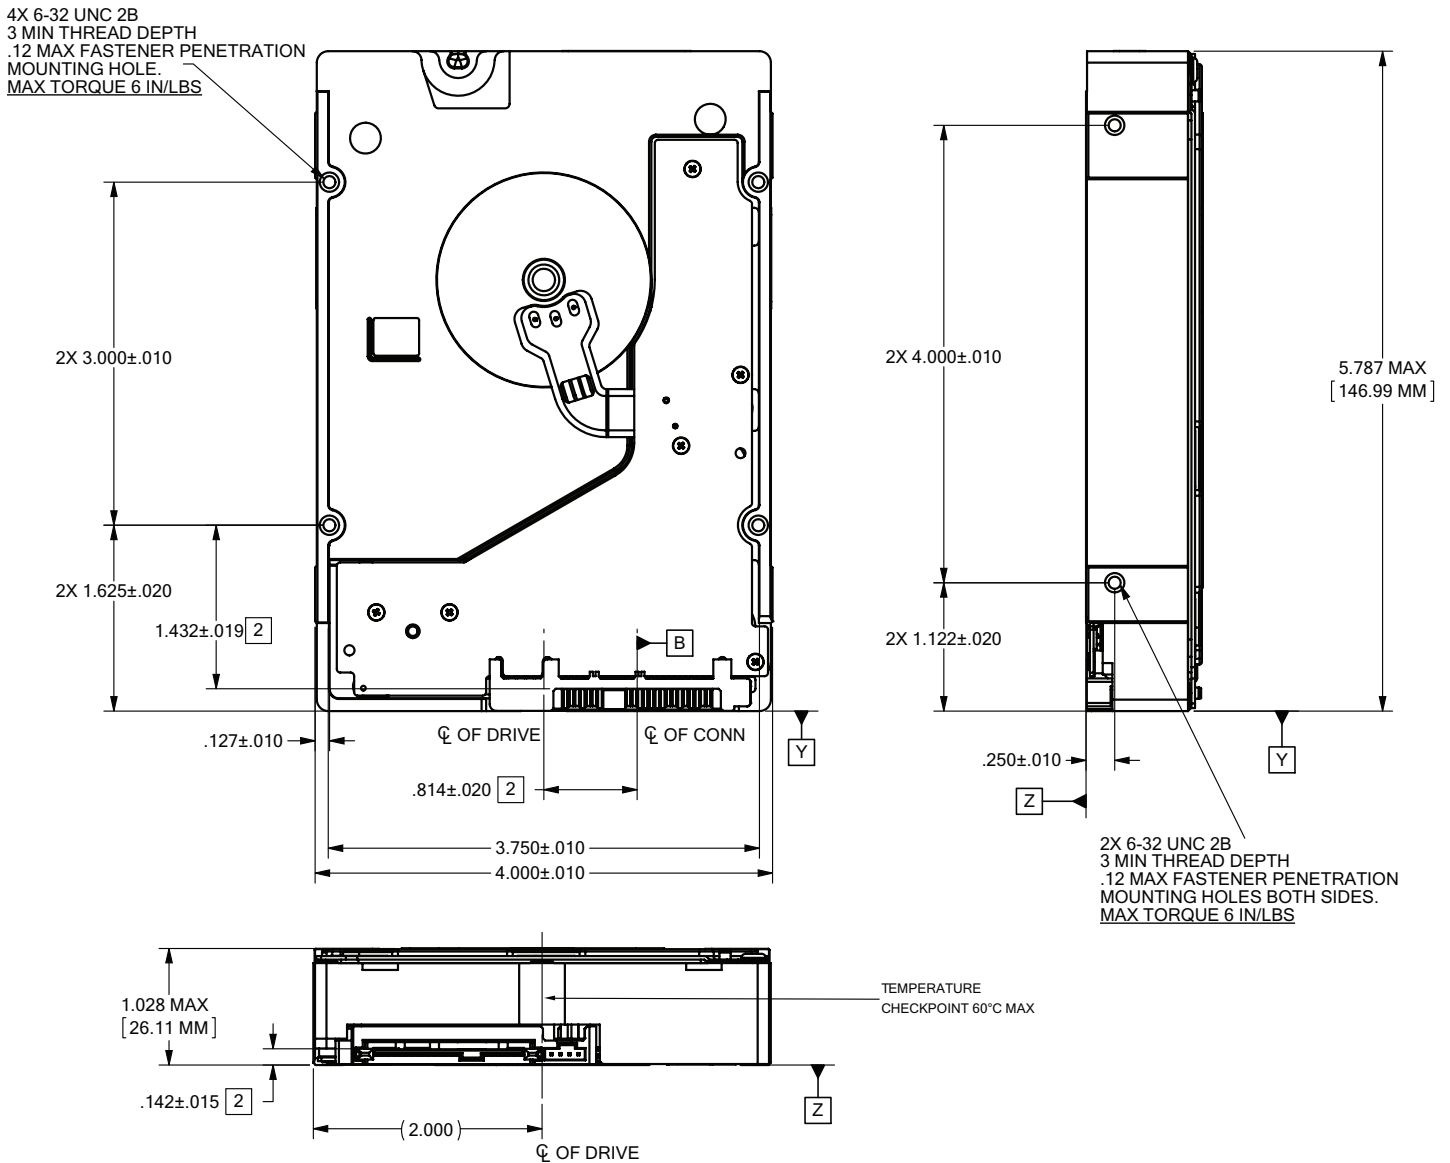 4X 6-32 UNC 2B
3 MIN THREAD DEPTH
.12 MAX FASTENER PENETRATION
MOUNTING HOLE.
MAX TORQUE 6 IN/LBS
2X 3.000±.010
2X 4.000±.010
5.787 MAX
[146.99 MM]
2X 1.625±.020
1.432±.019 2
B
2X 1.122±.020
.127±.010
℄ OF DRIVE
℄ OF CONN
Y
.814±.020 2
.250±.010
Y
Z
3.750±.010
4.000±.010
2X 6-32 UNC 2B
3 MIN THREAD DEPTH
.12 MAX FASTENER PENETRATION
MOUNTING HOLES BOTH SIDES.
MAX TORQUE 6 IN/LBS
1.028 MAX
[26.11 MM]
TEMPERATURE
CHECKPOINT 60°C MAX
.142±.015 2
Z
(2.000)
℄ OF DRIVE